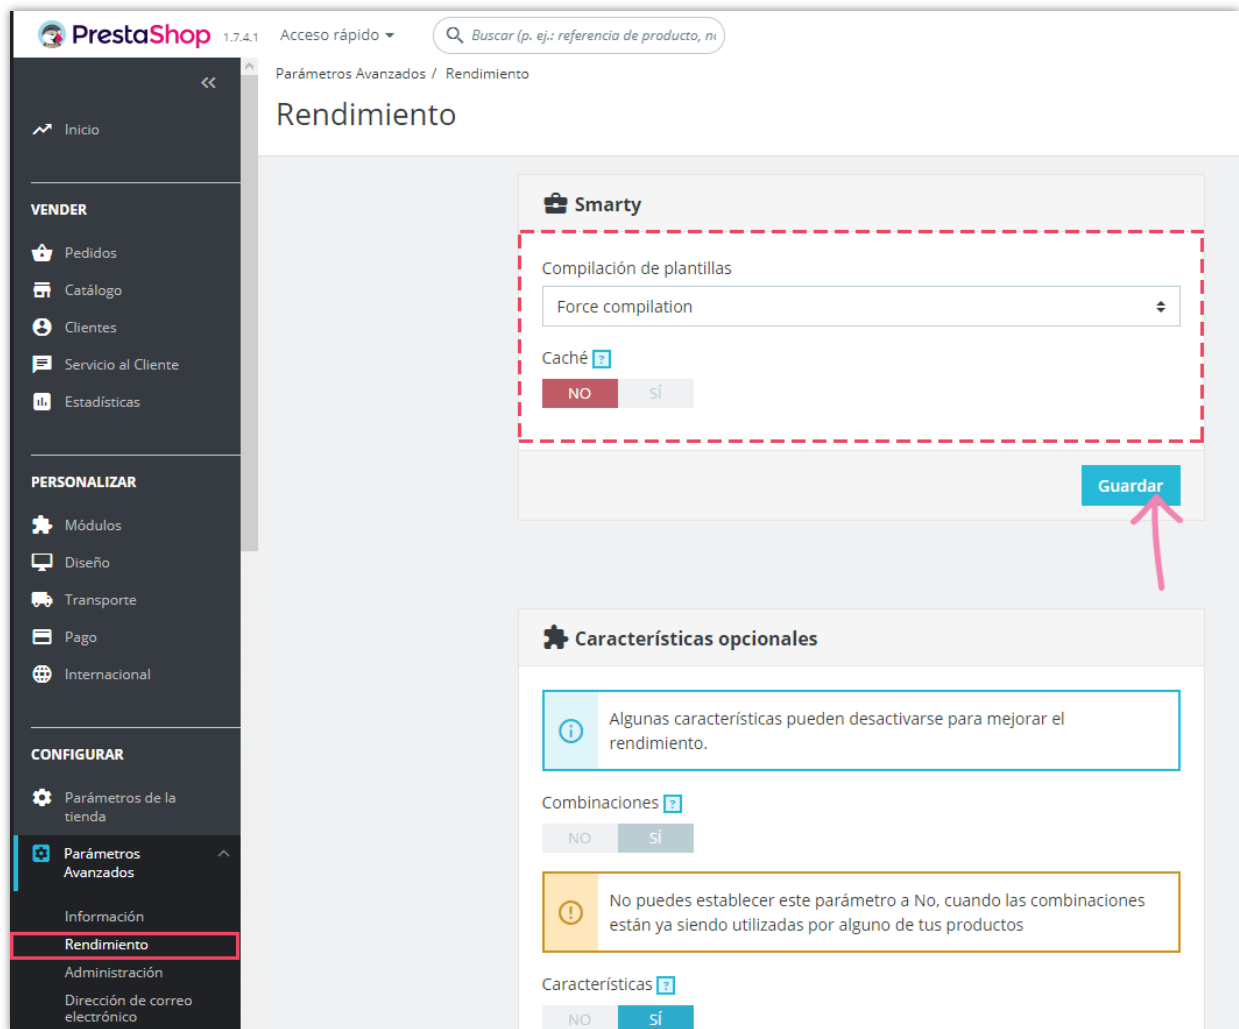 PrestaShop 1.7.4.1 Acceso rápido Buscar (p. ej.: referencia de producto, n
Parámetros Avanzados / Rendimiento
Rendimiento
Inicio
VENDER
Pedidos
Catálogo
Clientes
Servicio al Cliente
Estadísticas
PERSONALIZAR
Módulos
Diseño
Transporte
Pago
Internacional
CONFIGURAR
Parámetros de la
tienda
Parámetros
Avanzados
Información
Rendimiento
Administración
Dirección de correo
electrónico
Smarty
Compilación de plantillas
Force compilation
Caché ?
NO SÍ
Guardar
Características opcionales
Algunas características pueden desactivarse para mejorar el
rendimiento.
Combinaciones ?
NO SÍ
No puedes establecer este parámetro a No, cuando las combinaciones
están ya siendo utilizadas por alguno de tus productos
Características ?
NO SÍ